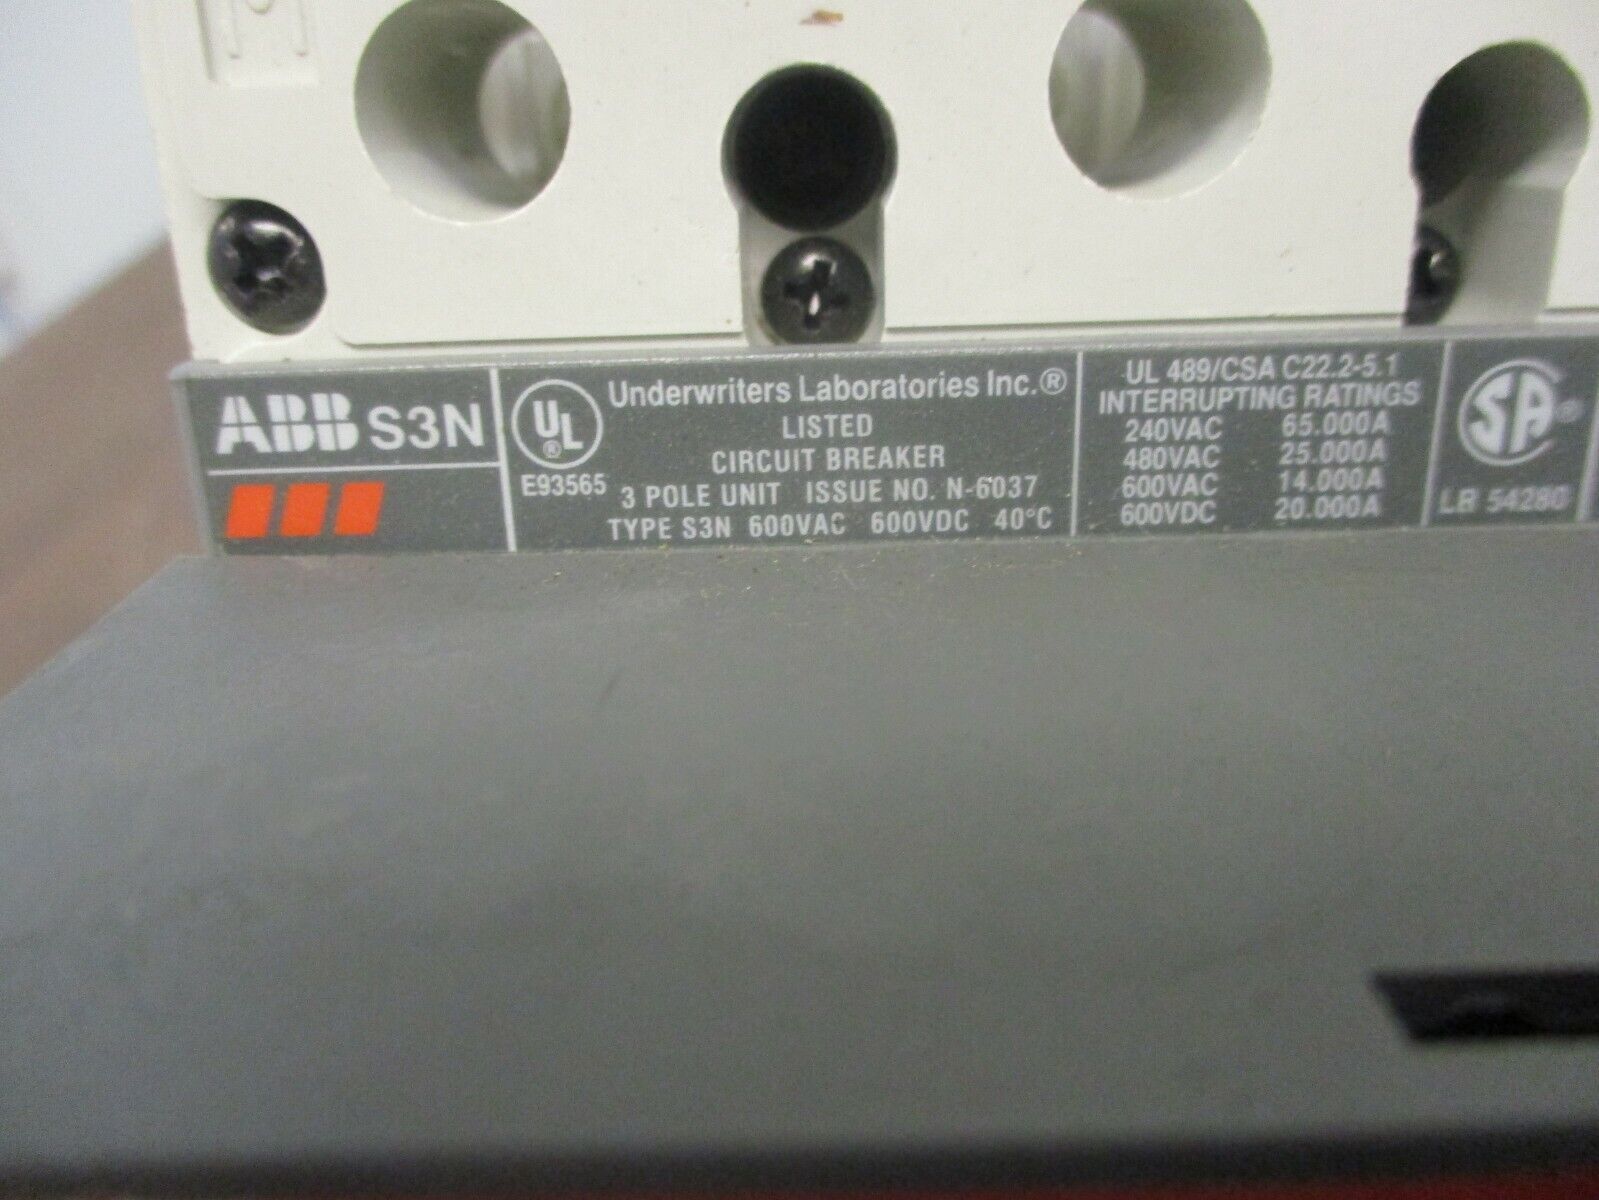 ABB S3N
UL
®
E93565
Underwriters Laboratories Inc.®
LISTED
CIRCUIT BREAKER
3 POLE UNIT ISSUE NO. N-6037
TYPE S3N 600VAC 600VDC 40°C
UL 489/CSA C22.2-5.1
INTERRUPTING RATINGS
240VAC 65.000A
480VAC 25.000A
600VAC 14.000A
600VDC 20.000A
SA®
LR 54280